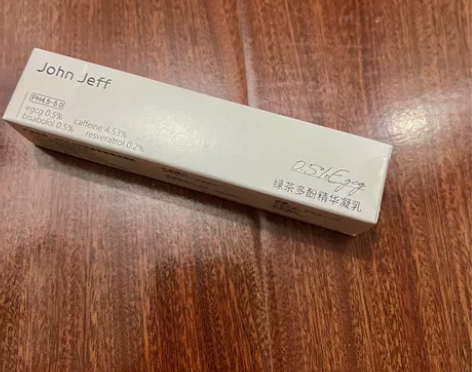 John Jeff
PH4.5-5.0
egcg 0.5% caffeine 4.53%
bisabolol 0.5% resveratrol 0.2%
0.5%Egcg
绿茶多酚精华凝乳